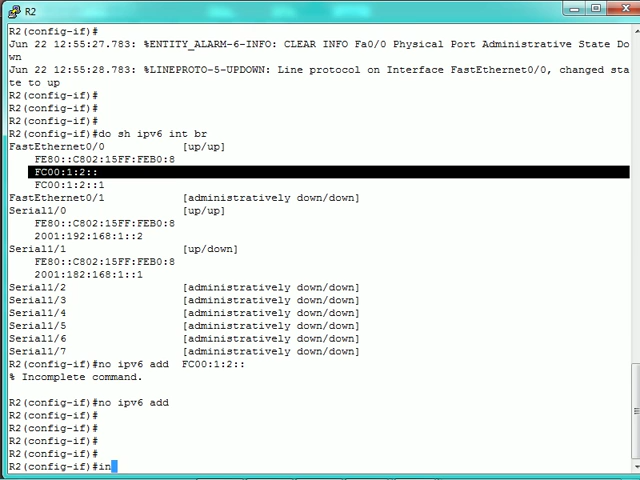 R2
R2(config-if)#
Jun 22 12:55:27.783: %ENTITY_ALARM-6-INFO: CLEAR INFO Fa0/0 Physical Port Administrative State Do
wn
Jun 22 12:55:28.783: %LINEPROTO-5-UPDOWN: Line protocol on Interface FastEthernet0/0, changed sta
te to up
R2(config-if)#
R2(config-if)#
R2(config-if)#
R2(config-if)#do sh ipv6 int br
FastEthernet0/0 [up/up]
FE80::C802:15FF:FEB0:8
FC00:1:2::
FC00:1:2::1
FastEthernet0/1 [administratively down/down]
Serial1/0 [up/up]
FE80::C802:15FF:FEB0:8
2001:192:168:1::2
Serial1/1 [up/down]
FE80::C802:15FF:FEB0:8
2001:182:168:1::1
Serial1/2 [administratively down/down]
Serial1/3 [administratively down/down]
Serial1/4 [administratively down/down]
Serial1/5 [administratively down/down]
Serial1/6 [administratively down/down]
Serial1/7 [administratively down/down]
R2(config-if)#no ipv6 add  FC00:1:2::
% Incomplete command.
R2(config-if)#no ipv6 add
R2(config-if)#
R2(config-if)#
R2(config-if)#
R2(config-if)#
R2(config-if)#in